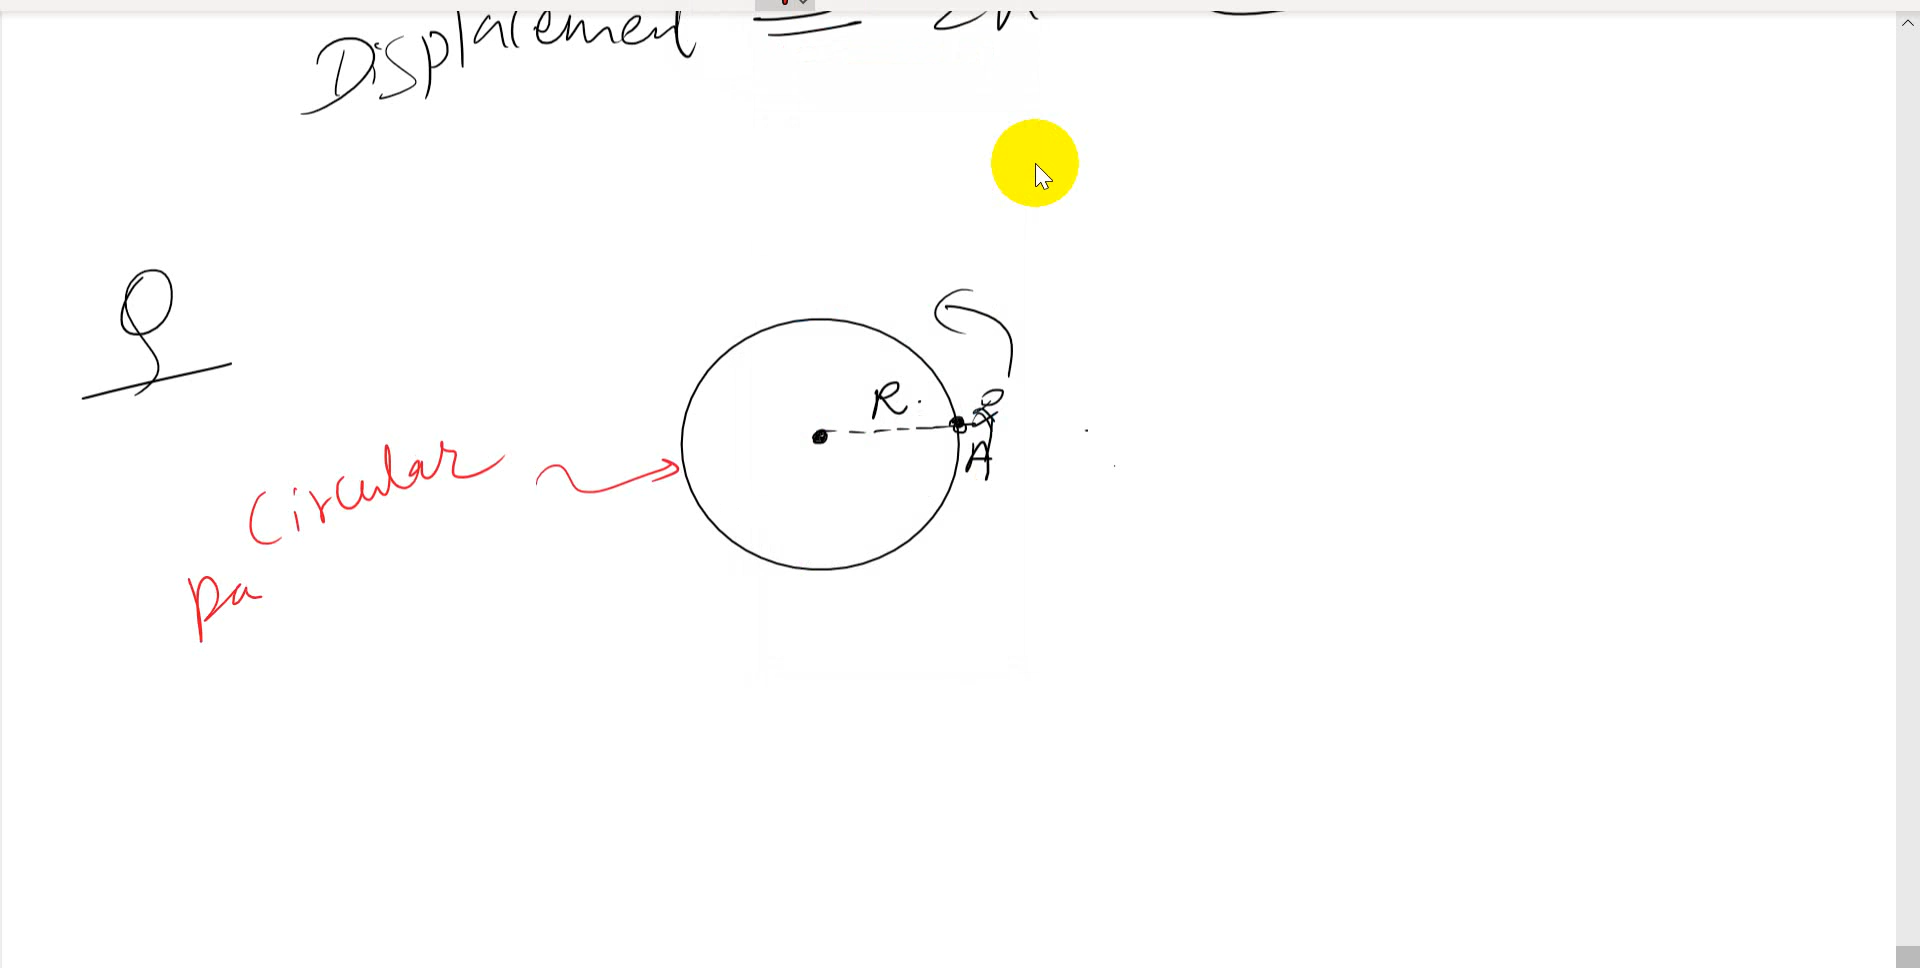 Displacement =
Q
R.
A
Circular
Pa